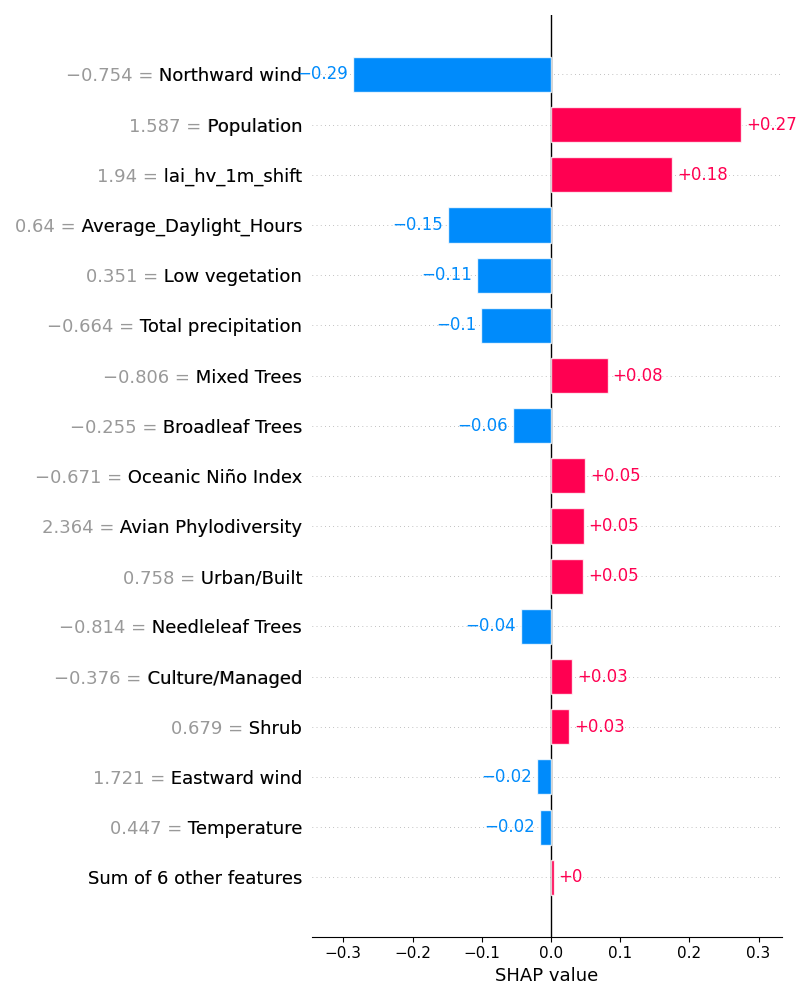 −0.754 = Northward wind −0.29
1.587 = Population +0.27
1.94 = lai_hv_1m_shift +0.18
0.64 = Average_Daylight_Hours −0.15
0.351 = Low vegetation −0.11
−0.664 = Total precipitation −0.1
−0.806 = Mixed Trees +0.08
−0.255 = Broadleaf Trees −0.06
−0.671 = Oceanic Niño Index +0.05
2.364 = Avian Phylodiversity +0.05
0.758 = Urban/Built +0.05
−0.814 = Needleleaf Trees −0.04
−0.376 = Culture/Managed +0.03
0.679 = Shrub +0.03
1.721 = Eastward wind −0.02
0.447 = Temperature −0.02
Sum of 6 other features +0
−0.3 −0.2 −0.1 0.0 0.1 0.2 0.3
SHAP value